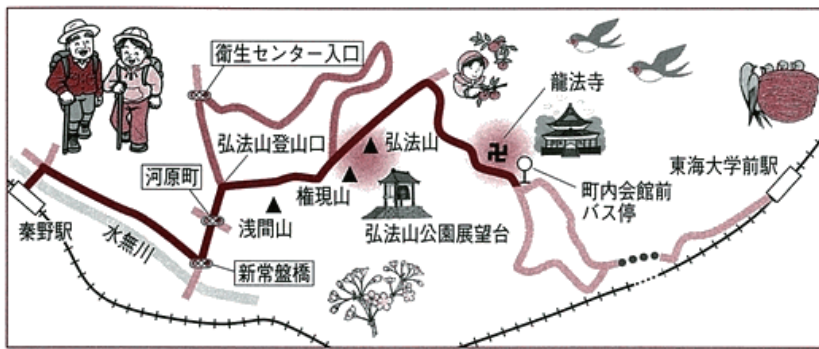 衛生センター入口
龍法寺
弘法山登山口
弘法山
東海大学前駅
河原町
権現山
町内会館前
バス停
秦野駅
水無川
浅間山
弘法山公園展望台
新常盤橋